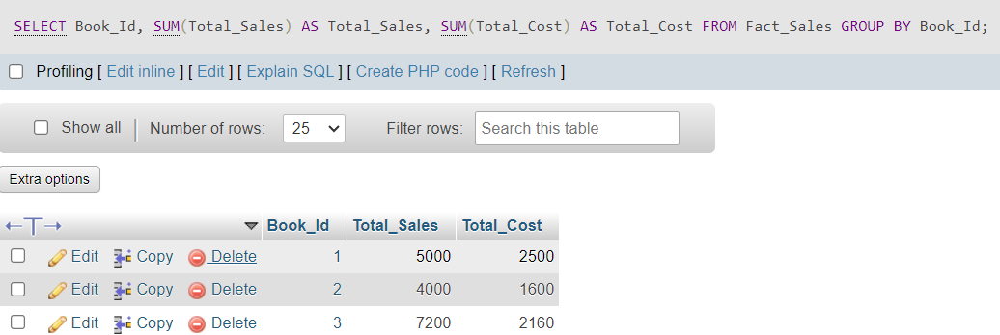 SELECT Book_Id, SUM(Total_Sales) AS Total_Sales, SUM(Total_Cost) AS Total_Cost FROM Fact_Sales GROUP BY Book_Id;
Profiling [ Edit inline ] [ Edit ] [ Explain SQL ] [ Create PHP code ] [ Refresh ]
Show all Number of rows: 25 Filter rows: Search this table
Extra options
Book_Id Total_Sales Total_Cost
Edit Copy Delete 1 5000 2500
Edit Copy Delete 2 4000 1600
Edit Copy Delete 3 7200 2160